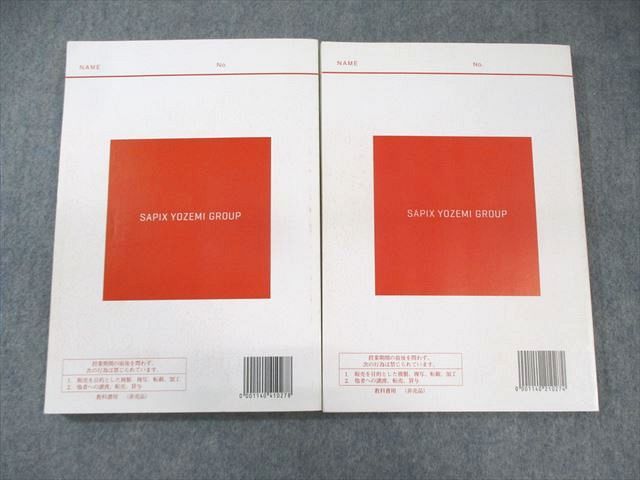 NAME
No.
SAPIX YOZEMI GROUP
授業期間の前後を問わず、
次の行為は禁じられています。
1. 販売を目的とした複製、複写、転載、加工
2. 他者への譲渡、転売、貸与
教科書用 (非売品)
0001140410276
NAME
No.
SAPIX YOZEMI GROUP
授業期間の前後を問わず、
次の行為は禁じられています。
1. 販売を目的とした複製、複写、転載、加工
2. 他者への譲渡、転売、貸与
教科書用 (非売品)
0001140210274